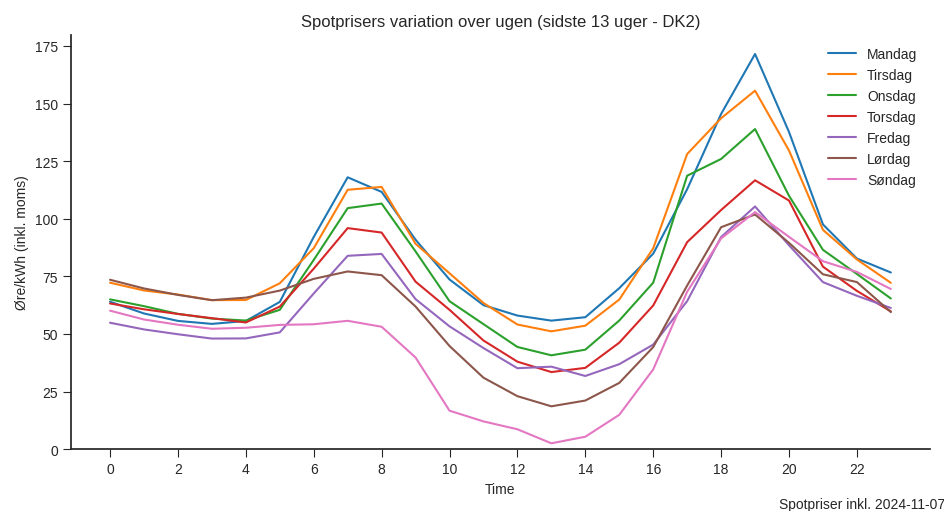 Spotprisers variation over ugen (sidste 13 uger - DK2)
Mandag
Tirsdag
Onsdag
Torsdag
Fredag
Lørdag
Søndag
Øre/kWh (inkl. moms)
175
150
125
100
75
50
25
0
0 2 4 6 8 10 12 14 16 18 20 22
Time
Spotpriser inkl. 2024-11-07